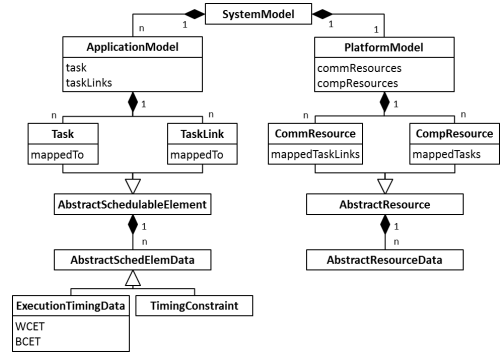 SystemModel
n 1 1 1
ApplicationModel
task
taskLinks
PlatformModel
commResources
compResources
1 1
n n n n
Task
mappedTo
TaskLink
mappedTo
CommResource
mappedTaskLinks
CompResource
mappedTasks
AbstractSchedulableElement
AbstractResource
1 1
n n
AbstractSchedElemData
AbstractResourceData
ExecutionTimingData
WCET
BCET
TimingConstraint